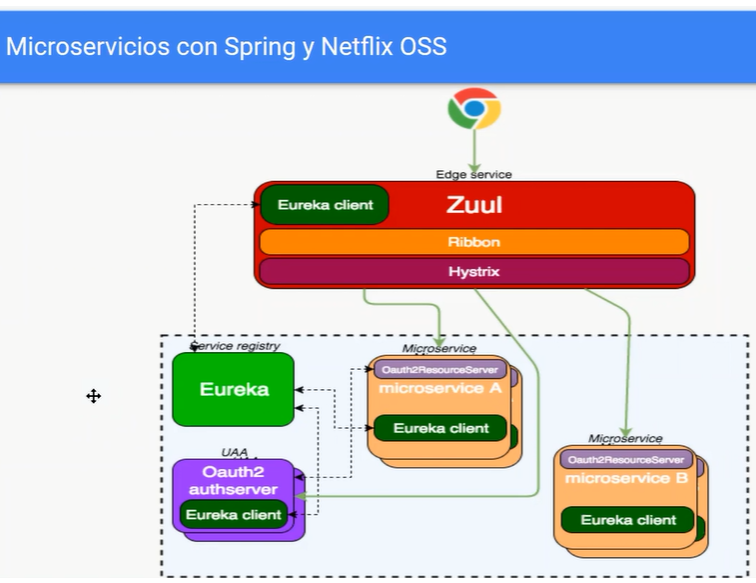 Microservicios con Spring y Netflix OSS
Edge service
Eureka client
Zuul
Ribbon
Hystrix
Service registry
Eureka
Microservice
Oauth2ResourceServer
microservice A
Eureka client
UAA
Oauth2
authserver
Eureka client
Microservice
Oauth2ResourceServer
microservice B
Eureka client